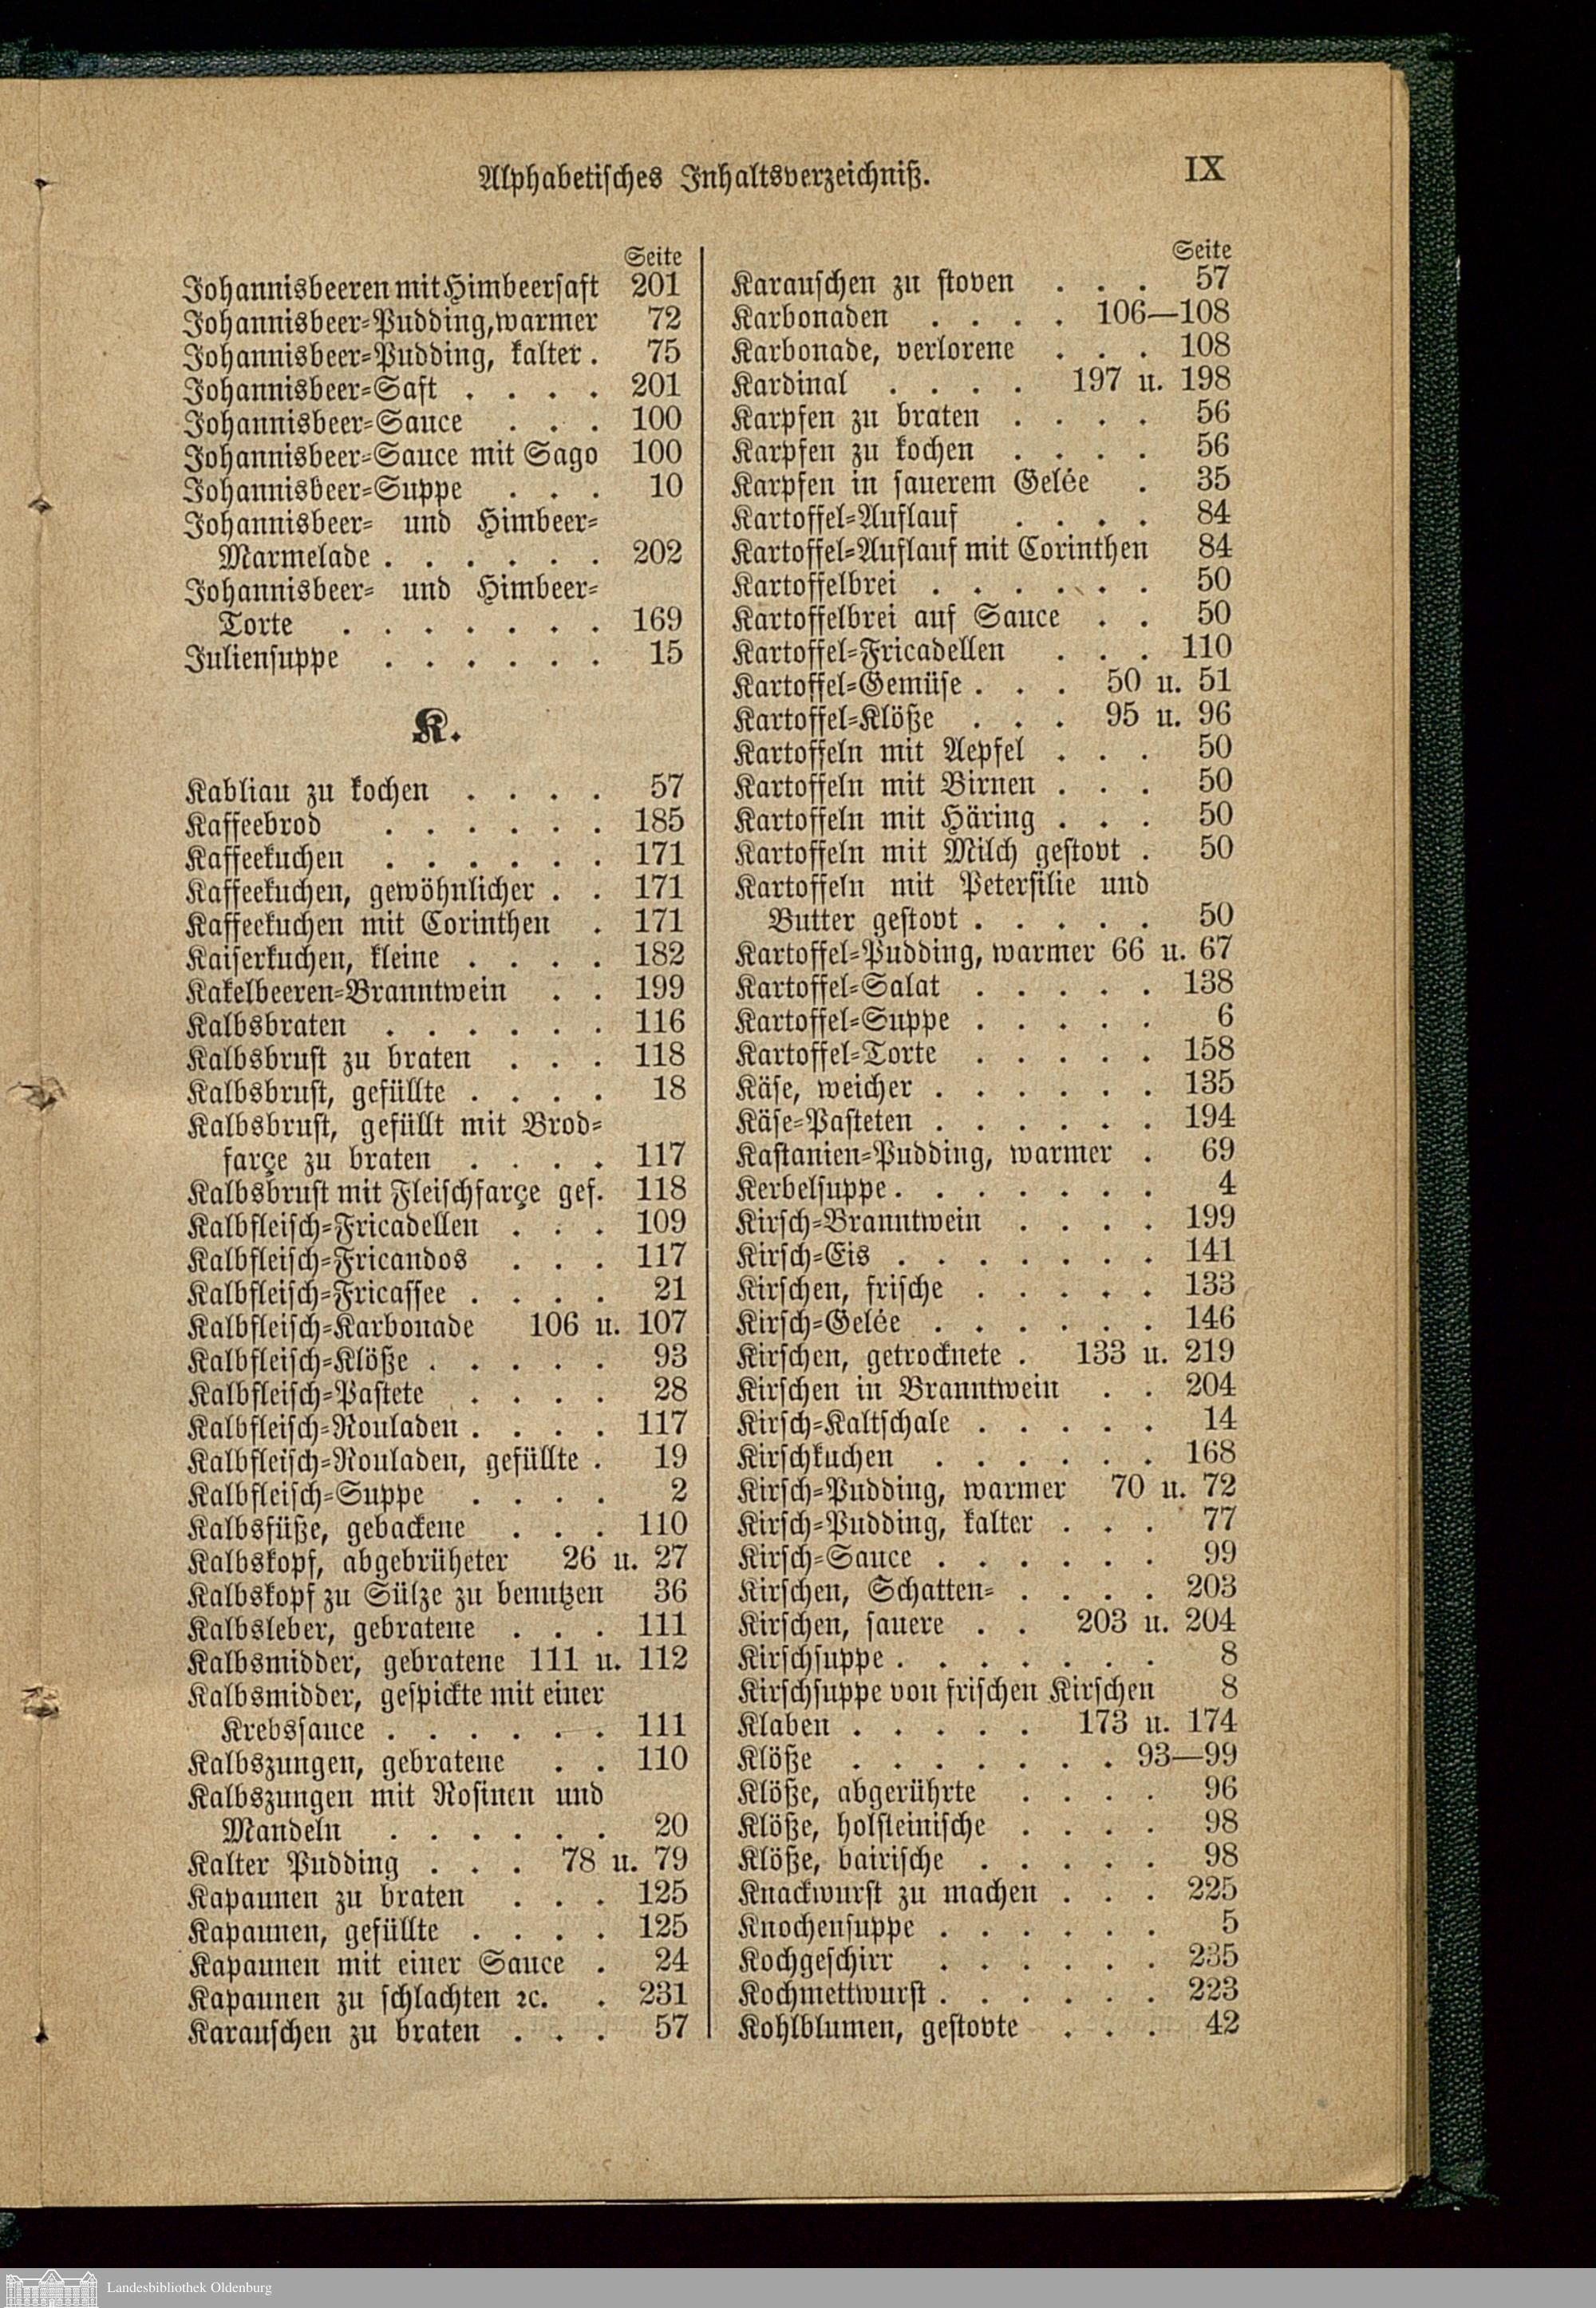 Alphabetisches Inhaltsverzeichniß. IX
Seite
Johannisbeeren mit Himbeersaft 201
Johannisbeer-Pudding, warmer 72
Johannisbeer-Pudding, kalter . 75
Johannisbeer-Saft . . . . 201
Johannisbeer-Sauce . . . 100
Johannisbeer-Sauce mit Sago 100
Johannisbeer-Suppe . . . 10
Johannisbeer- und Himbeer-
Marmelade . . . . . . 202
Johannisbeer- und Himbeer-
Torte . . . . . . . 169
Juliensuppe . . . . . . 15
K.
Kabliau zu kochen . . . . 57
Kaffeebrod . . . . . . 185
Kaffeekuchen . . . . . . 171
Kaffeekuchen, gewöhnlicher . . 171
Kaffeekuchen mit Corinthen . 171
Kaiserkuchen, kleine . . . . 182
Kakelbeeren-Branntwein . . 199
Kalbsbraten . . . . . . 116
Kalbsbrust zu braten . . . 118
Kalbsbrust, gefüllte . . . . 18
Kalbsbrust, gefüllt mit Brod-
farçe zu braten . . . . 117
Kalbsbrust mit Fleischfarçe gef. 118
Kalbfleisch-Fricadellen . . . 109
Kalbfleisch-Fricandos . . . 117
Kalbfleisch-Fricassee . . . . 21
Kalbfleisch-Karbonade 106 u. 107
Kalbfleisch-Klöße . . . . . 93
Kalbfleisch-Pastete . . . . 28
Kalbfleisch-Rouladen . . . . 117
Kalbfleisch-Rouladen, gefüllte . 19
Kalbfleisch-Suppe . . . . 2
Kalbsfüße, gebackene . . . 110
Kalbskopf, abgebrüheter 26 u. 27
Kalbskopf zu Sülze zu benutzen 36
Kalbsleber, gebratene . . . 111
Kalbsmidder, gebratene 111 u. 112
Kalbsmidder, gespickte mit einer
Krebssauce . . . . . . 111
Kalbszungen, gebratene . . 110
Kalbszungen mit Rosinen und
Mandeln . . . . . . 20
Kalter Pudding . . . 78 u. 79
Kapaunen zu braten . . . 125
Kapaunen, gefüllte . . . . 125
Kapaunen mit einer Sauce . 24
Kapaunen zu schlachten ꝛc. . 231
Karauschen zu braten . . . 57
Seite
Karauschen zu stoven . . . 57
Karbonaden . . . . 106—108
Karbonade, verlorene . . . 108
Kardinal . . . . 197 u. 198
Karpfen zu braten . . . . 56
Karpfen zu kochen . . . . 56
Karpfen in sauerem Gelée . 35
Kartoffel-Auflauf . . . . 84
Kartoffel-Auflauf mit Corinthen 84
Kartoffelbrei . . . . . . 50
Kartoffelbrei auf Sauce . . 50
Kartoffel-Fricadellen . . . 110
Kartoffel-Gemüse . . . 50 u. 51
Kartoffel-Klöße . . . 95 u. 96
Kartoffeln mit Aepfel . . . 50
Kartoffeln mit Birnen . . . 50
Kartoffeln mit Häring . . . 50
Kartoffeln mit Milch gestovt . 50
Kartoffeln mit Petersilie und
Butter gestovt . . . . . 50
Kartoffel-Pudding, warmer 66 u. 67
Kartoffel-Salat . . . . . 138
Kartoffel-Suppe . . . . . 6
Kartoffel-Torte . . . . . 158
Käse, weicher . . . . . . 135
Käse-Pasteten . . . . . . 194
Kastanien-Pudding, warmer . 69
Kerbelsuppe . . . . . . . 4
Kirsch-Branntwein . . . . 199
Kirsch-Eis . . . . . . . 141
Kirschen, frische . . . . . 133
Kirsch-Gelée . . . . . . 146
Kirschen, getrocknete . 133 u. 219
Kirschen in Branntwein . . 204
Kirsch-Kaltschale . . . . . 14
Kirschkuchen . . . . . . 168
Kirsch-Pudding, warmer 70 u. 72
Kirsch-Pudding, kalter . . . 77
Kirsch-Sauce . . . . . . 99
Kirschen, Schatten- . . . . 203
Kirschen, sauere . . 203 u. 204
Kirschsuppe . . . . . . . 8
Kirschsuppe von frischen Kirschen 8
Klaben . . . . . 173 u. 174
Klöße . . . . . . . 93—99
Klöße, abgerührte . . . . 96
Klöße, holsteinische . . . . 98
Klöße, bairische . . . . . 98
Knackwurst zu machen . . . 225
Knochensuppe . . . . . . 5
Kochgeschirr . . . . . . 235
Kochmettwurst . . . . . . 223
Kohlblumen, gestovte . . . 42
Landesbibliothek Oldenburg